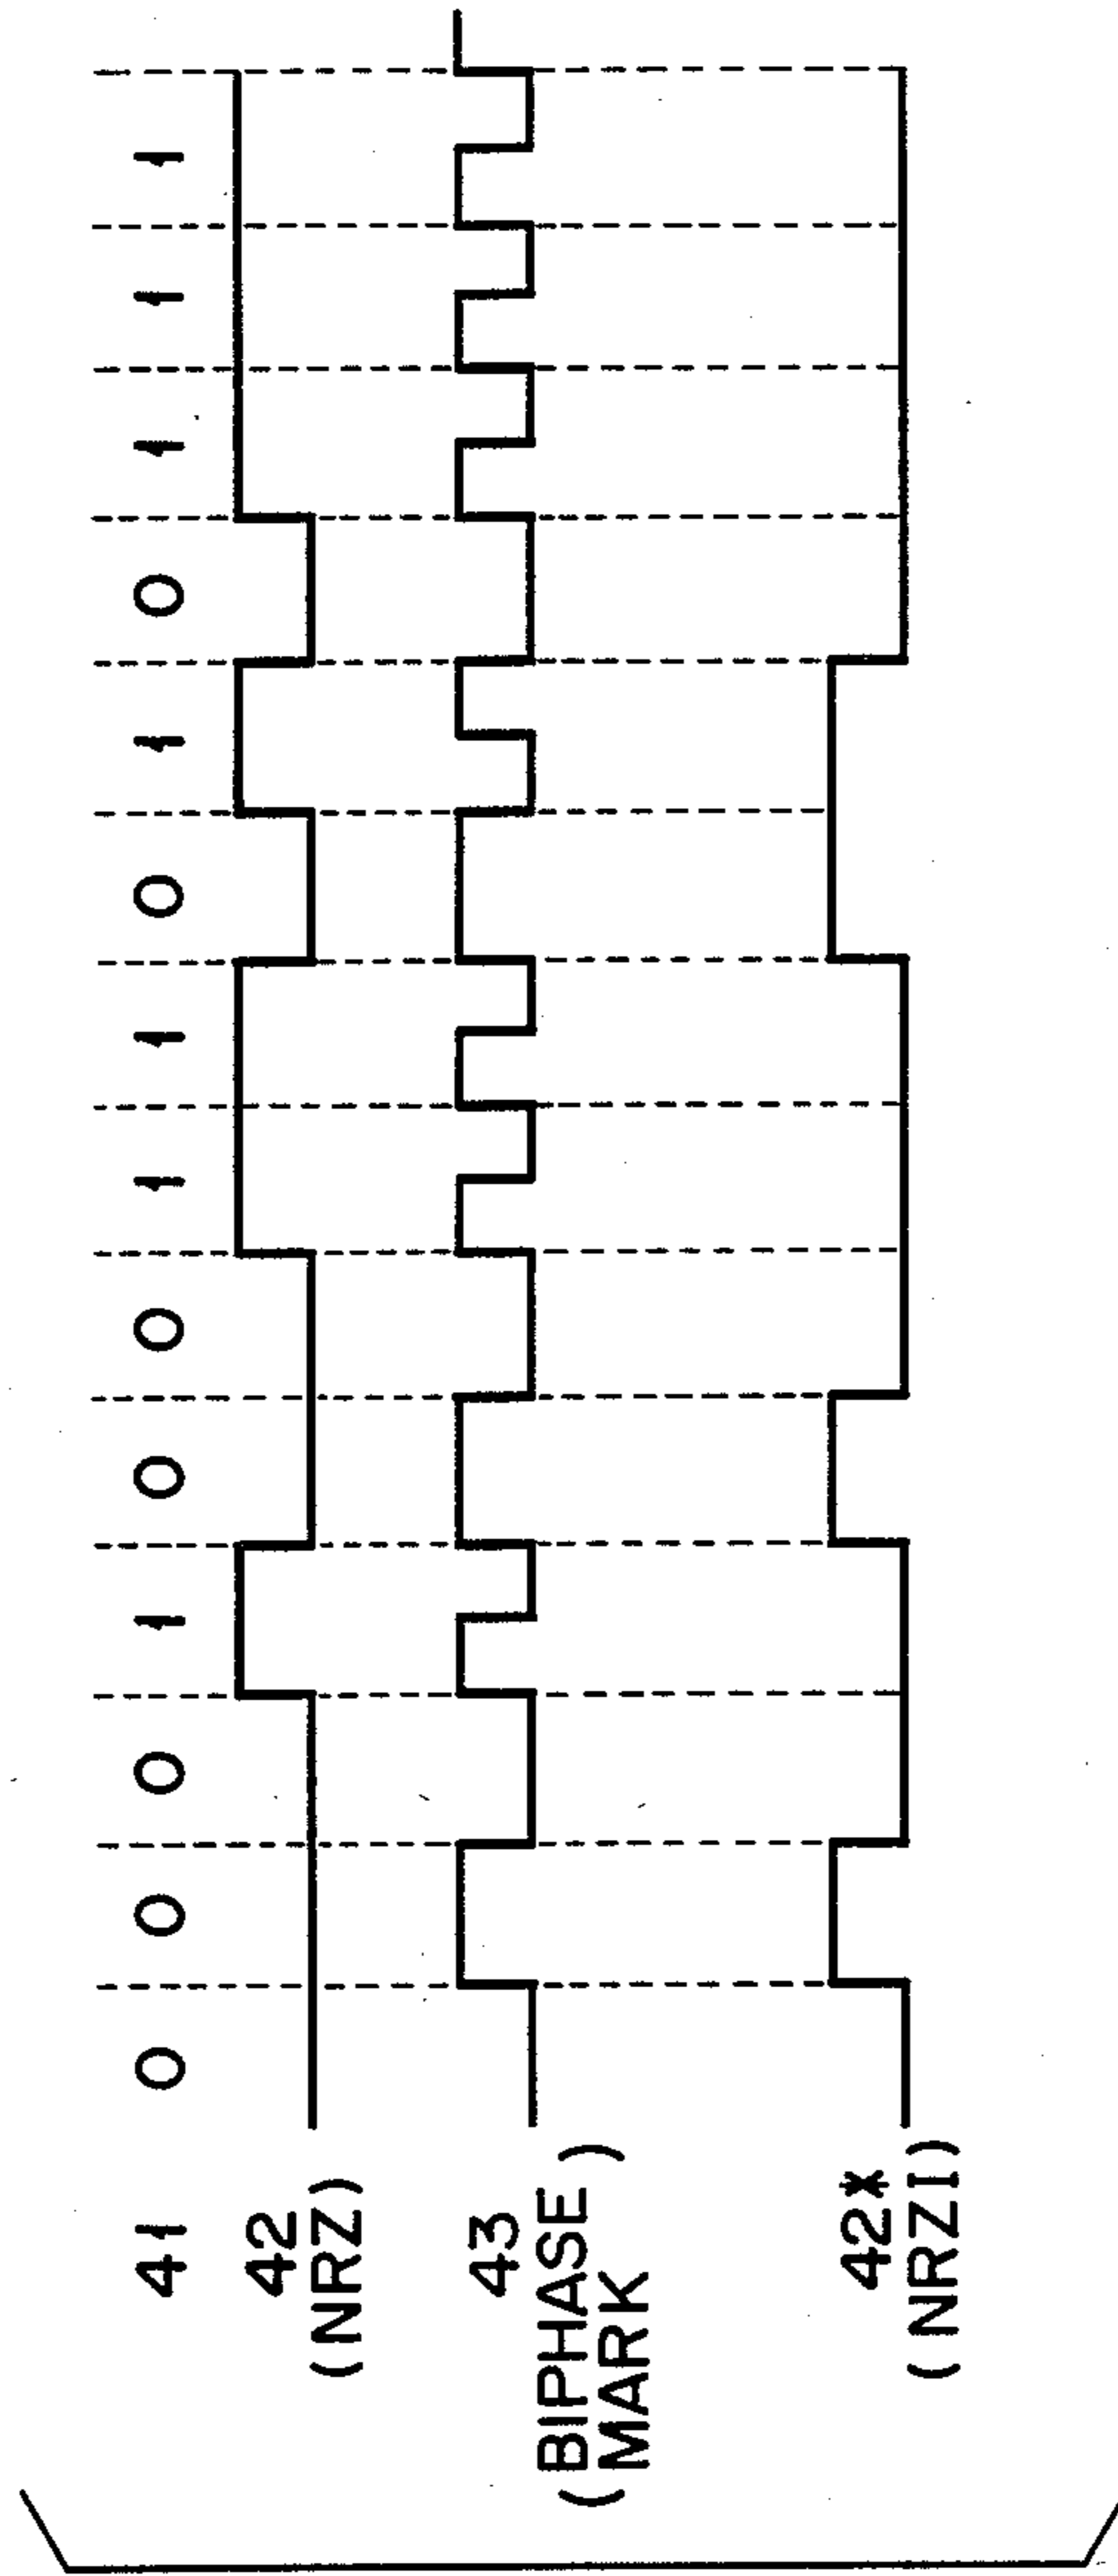 41 0 0 0 1 0 0 1 1 0 1 0 1 1 1
42
(NRZ)
43
(BIPHASE
MARK)
42*
(NRZI)